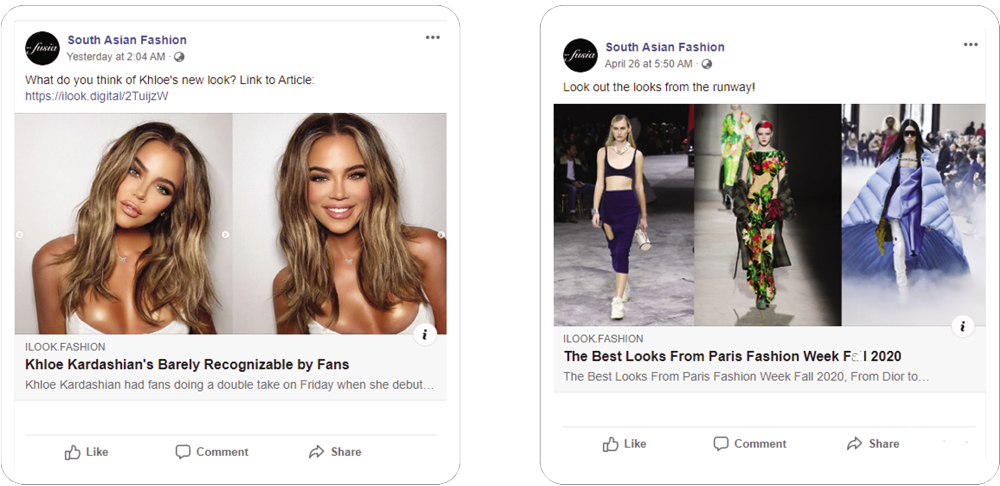 fusia
South Asian Fashion
Yesterday at 2:04 AM ·
What do you think of Khloe's new look? Link to Article:
https://ilook.digital/2TuijzW
i
ILOOK.FASHION
Khloe Kardashian's Barely Recognizable by Fans
Khloe Kardashian had fans doing a double take on Friday when she debut...
Like Comment Share
fusia
South Asian Fashion
April 26 at 5:50 AM ·
Look out the looks from the runway!
i
ILOOK.FASHION
The Best Looks From Paris Fashion Week F l 2020
The Best Looks From Paris Fashion Week Fall 2020, From Dior to...
Like Comment Share